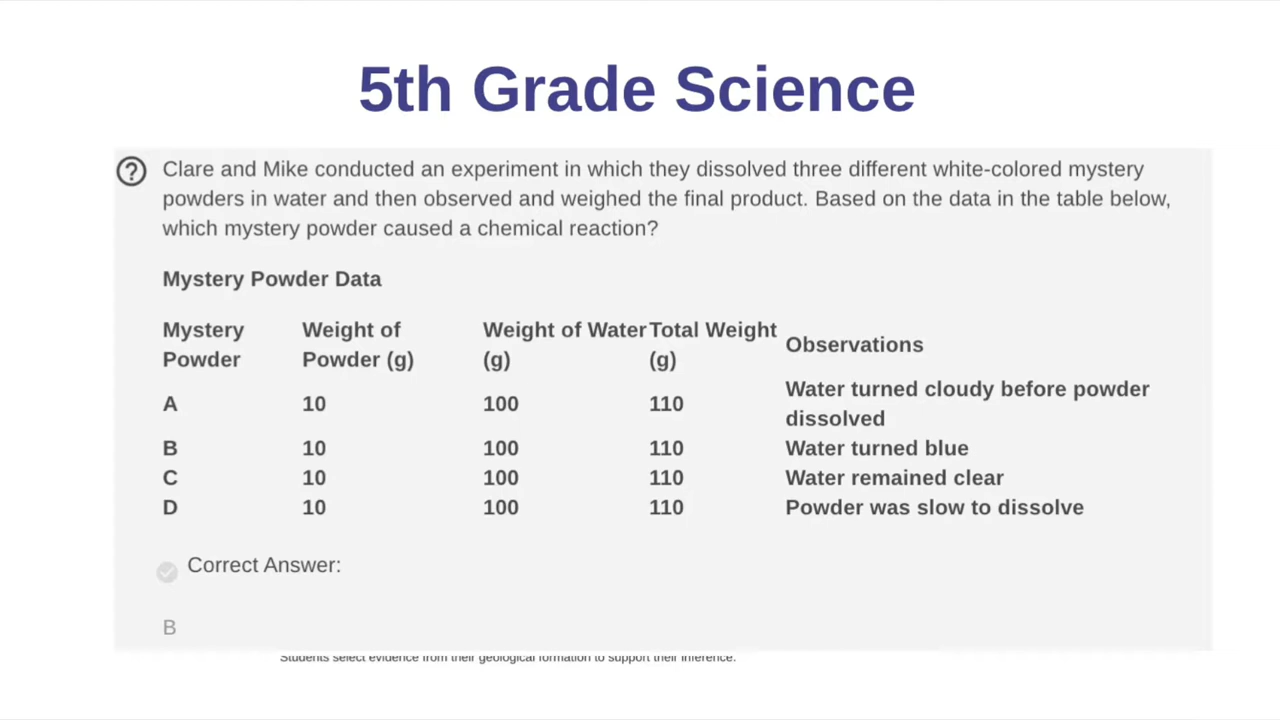 5th Grade Science
Clare and Mike conducted an experiment in which they dissolved three different white-colored mystery
powders in water and then observed and weighed the final product. Based on the data in the table below,
which mystery powder caused a chemical reaction?
Mystery Powder Data
Mystery Powder Weight of Powder (g) Weight of Water (g) Total Weight (g) Observations
A 10 100 110 Water turned cloudy before powder dissolved
B 10 100 110 Water turned blue
C 10 100 110 Water remained clear
D 10 100 110 Powder was slow to dissolve
Correct Answer:
B
Students select evidence from their geological formation to support their inference.